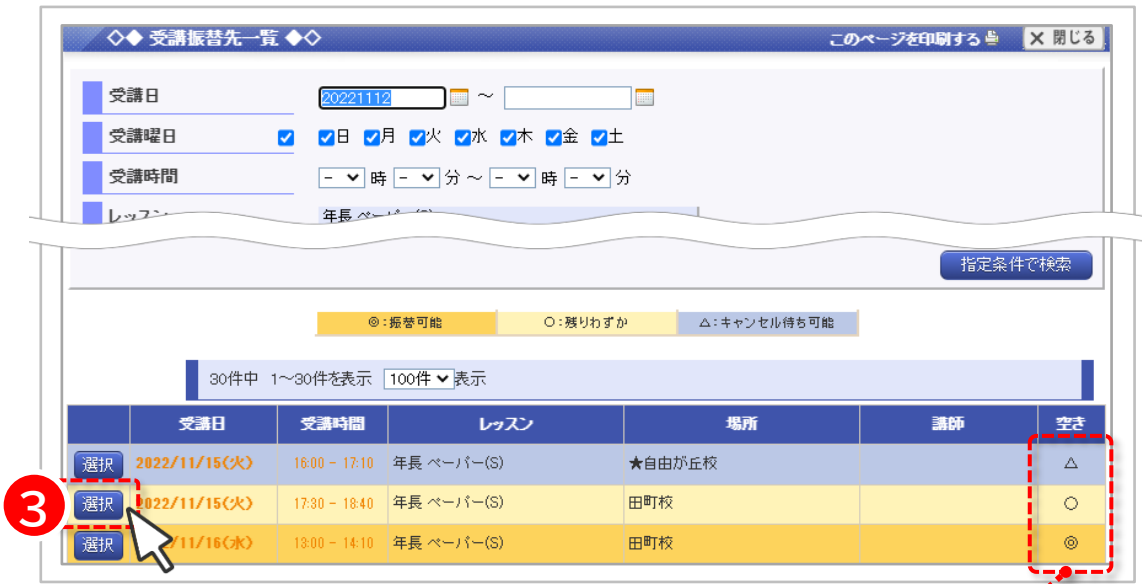 ◇◆ 受講振替先一覧 ◆◇ このページを印刷する × 閉じる
受講日 20221112 ～
受講曜日 日 月 火 水 木 金 土
受講時間 - 時 - 分 ～ - 時 - 分
レッスン 年長 ペーパー(S)
指定条件で検索
◎:振替可能 ○:残りわずか △:キャンセル待ち可能
30件中 1～30件を表示 100件 表示
受講日 受講時間 レッスン 場所 講師 空き
選択 2022/11/15(火) 16:00 - 17:10 年長 ペーパー(S) ★自由が丘校 △
3 選択 2022/11/15(火) 17:30 - 18:40 年長 ペーパー(S) 田町校 ○
選択 /11/16(水) 13:00 - 14:10 年長 ペーパー(S) 田町校 ◎